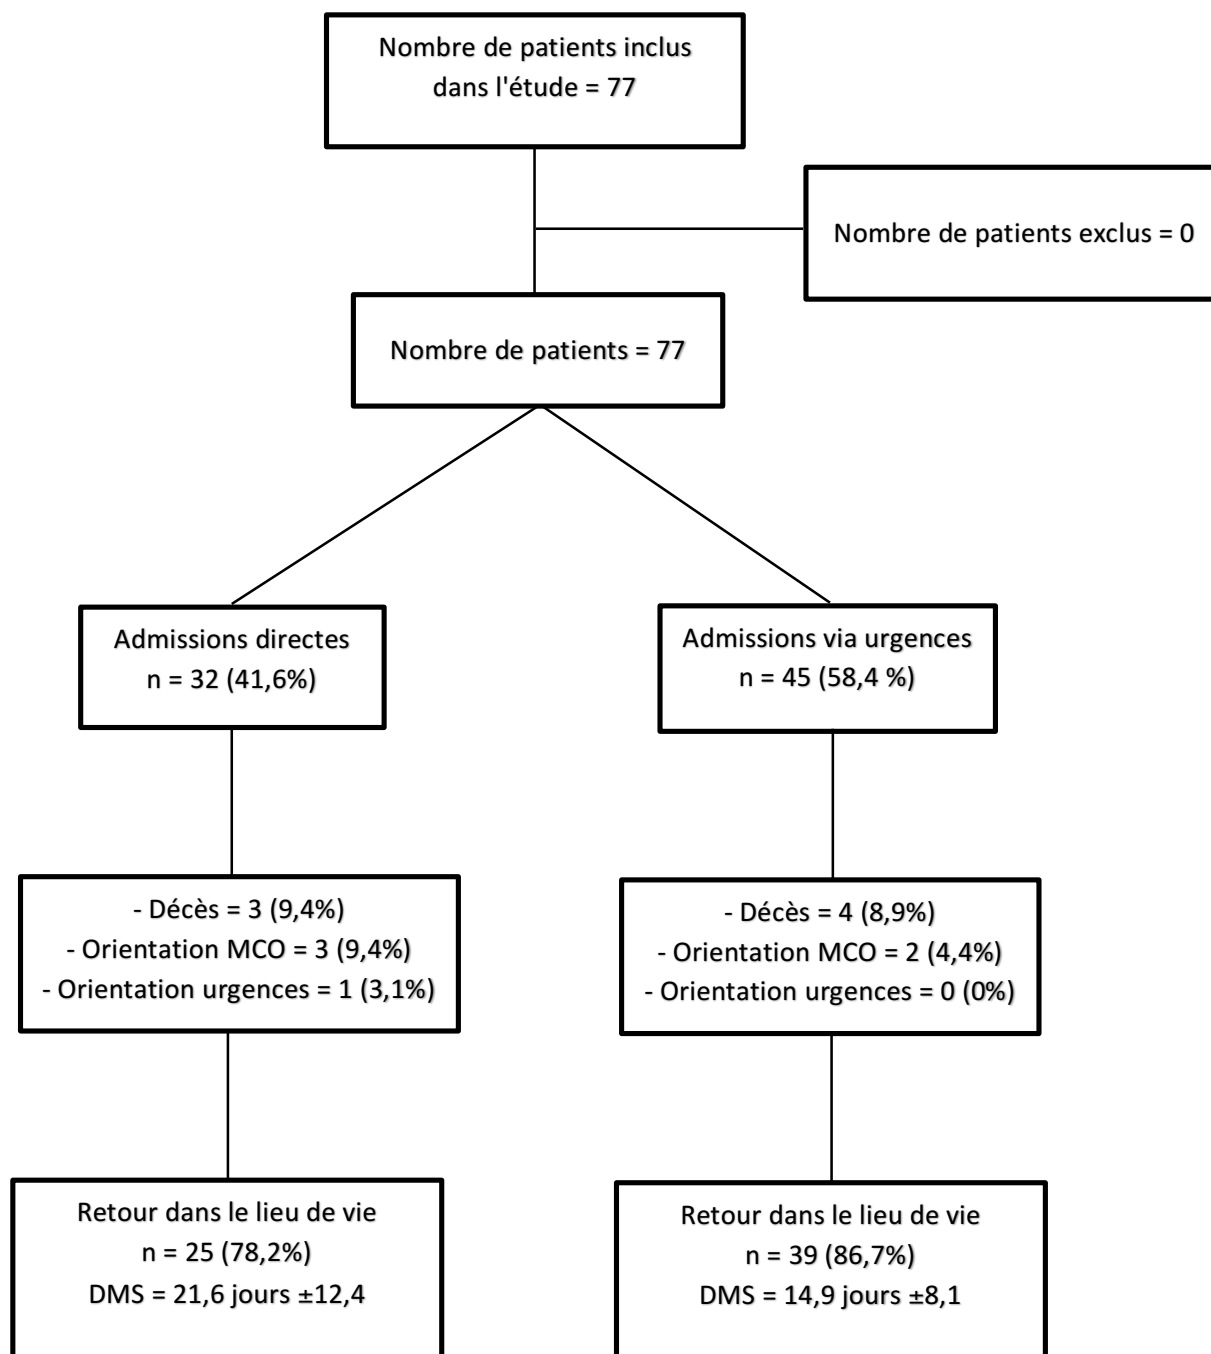 Nombre de patients inclus
dans l'étude = 77
Nombre de patients exclus = 0
Nombre de patients = 77
Admissions directes
n = 32 (41,6%)
Admissions via urgences
n = 45 (58,4 %)
- Décès = 3 (9,4%)
- Orientation MCO = 3 (9,4%)
- Orientation urgences = 1 (3,1%)
- Décès = 4 (8,9%)
- Orientation MCO = 2 (4,4%)
- Orientation urgences = 0 (0%)
Retour dans le lieu de vie
n = 25 (78,2%)
DMS = 21,6 jours ±12,4
Retour dans le lieu de vie
n = 39 (86,7%)
DMS = 14,9 jours ±8,1